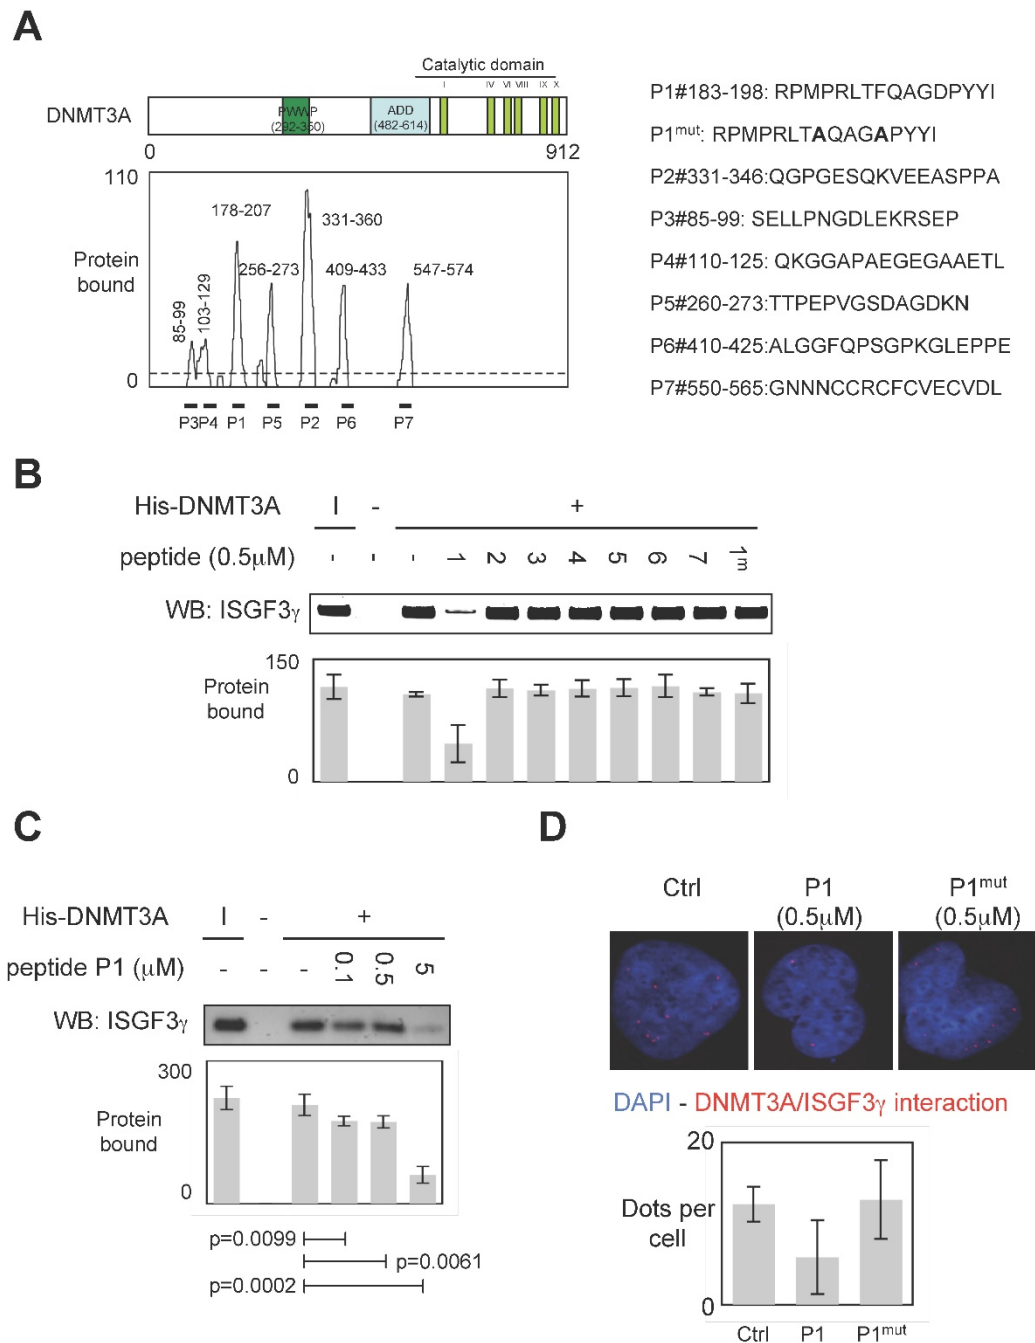 A
Catalytic domain
I IV VI VIII IX X
DNMT3A
PWWP
(292-350)
ADD
(482-614)
0 912
110
Protein
bound
0
85-99
103-129
178-207
256-273
331-360
409-433
547-574
P3 P4 P1 P5 P2 P6 P7
P1#183-198: RPMPRLTFQAGDPYYI
P1mut: RPMPRLTAQAGAPYYI
P2#331-346:QGPGESQKVEEASPPA
P3#85-99: SELLPNGDLEKRSEP
P4#110-125: QKGGAPAEGEGAAETL
P5#260-273:TTPEPVGSDAGDKN
P6#410-425:ALGGFQPSGPKGLEPPE
P7#550-565:GNNNCCRCFCVECVDL
B
His-DNMT3A I - +
peptide (0.5μM) - - - 1 2 3 4 5 6 7 1m
WB: ISGF3γ
150
Protein
bound
0
C
His-DNMT3A I - +
peptide P1 (μM) - - - 0.1 0.5 5
WB: ISGF3γ
300
Protein
bound
0
p=0.0099
p=0.0061
p=0.0002
D
Ctrl P1 P1mut
(0.5μM) (0.5μM)
DAPI - DNMT3A/ISGF3γ interaction
20
Dots per
cell
0
Ctrl P1 P1mut